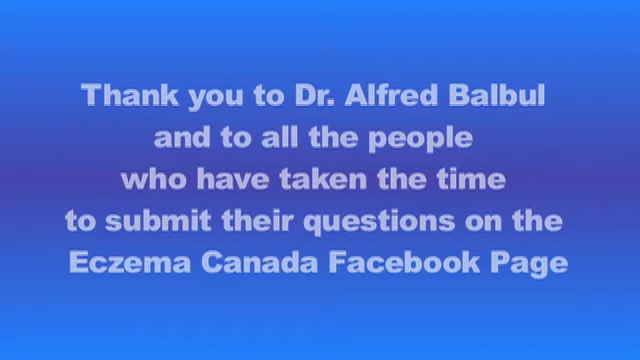 Thank you to Dr. Alfred Balbul
and to all the people
who have taken the time
to submit their questions on the
Eczema Canada Facebook Page